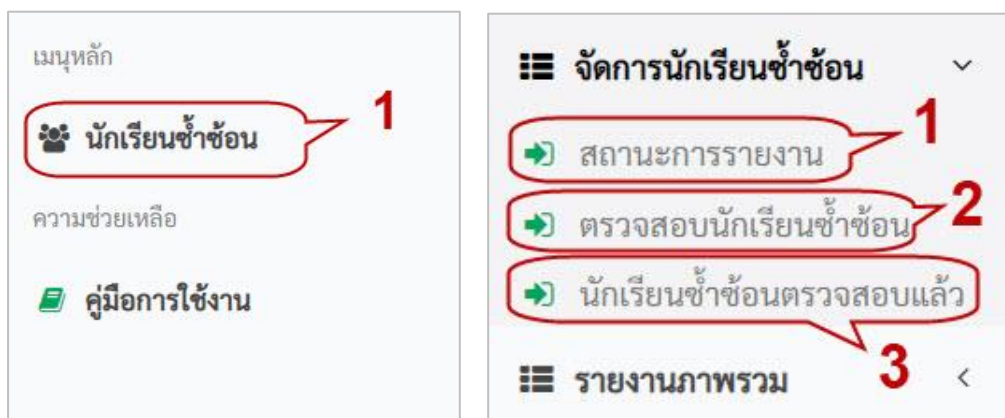 เมนูหลัก
นักเรียนซ้ำซ้อน 1
ความช่วยเหลือ
คู่มือการใช้งาน
จัดการนักเรียนซ้ำซ้อน
สถานะการรายงาน 1
ตรวจสอบนักเรียนซ้ำซ้อน 2
นักเรียนซ้ำซ้อนตรวจสอบแล้ว
3
รายงานภาพรวม